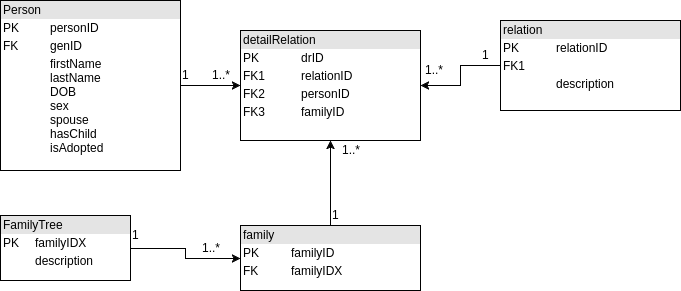 Person
PK personID
FK genID
firstName
lastName
DOB
sex
spouse
hasChild
isAdopted
1
1..*
detailRelation
PK drID
FK1 relationID
FK2 personID
FK3 familyID
1..*
1
relation
PK relationID
FK1
description
1..*
1
FamilyTree
PK familyIDX
description
1
1..*
family
PK familyID
FK familyIDX